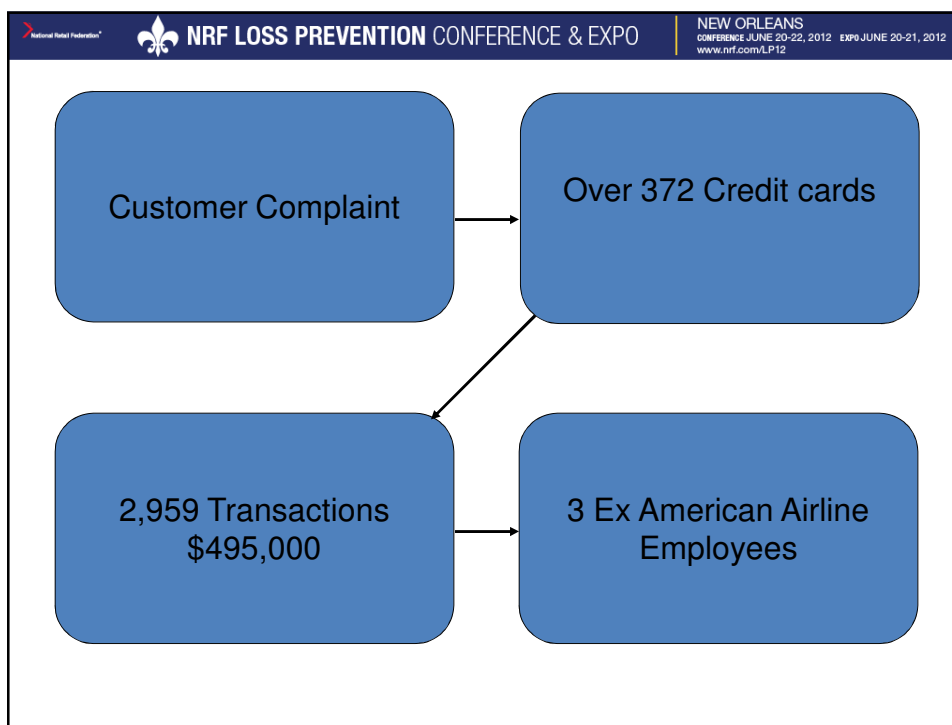 National Retail Federation®
NRF LOSS PREVENTION CONFERENCE & EXPO
NEW ORLEANS
CONFERENCE JUNE 20-22, 2012 EXPO JUNE 20-21, 2012
www.nrf.com/LP12
Customer Complaint
Over 372 Credit cards
2,959 Transactions
$495,000
3 Ex American Airline
Employees